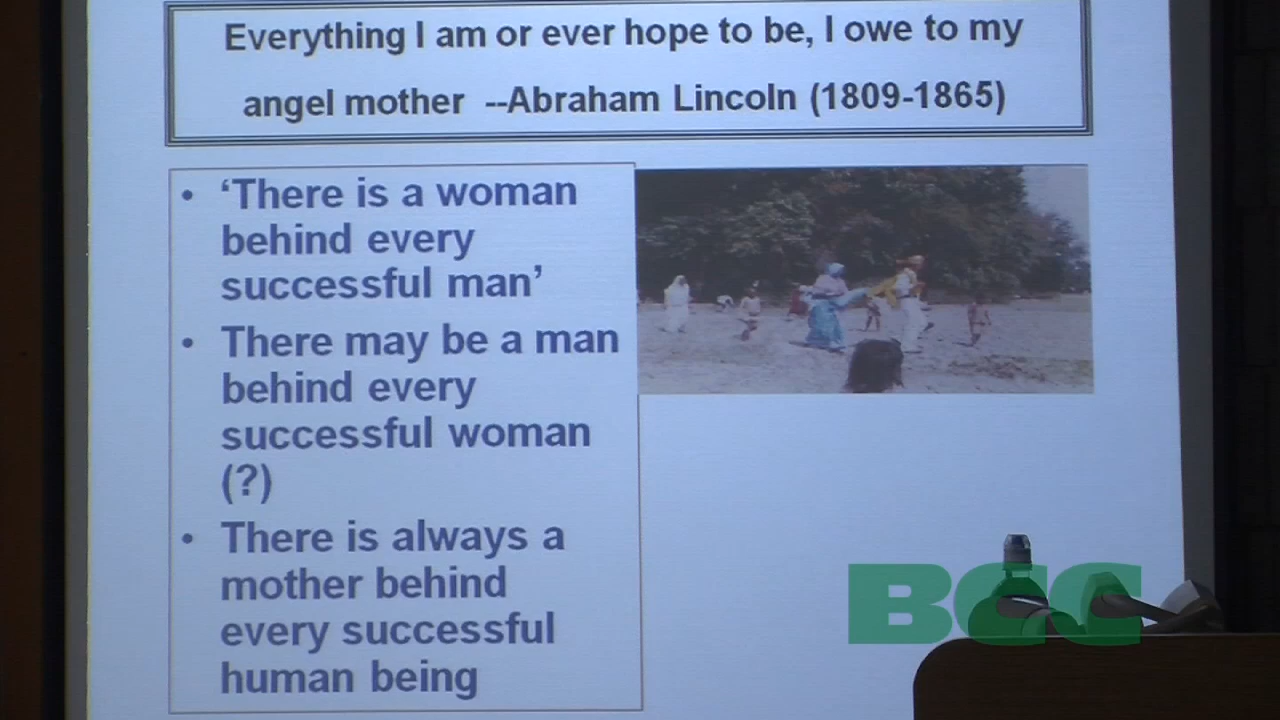 Everything I am or ever hope to be, I owe to my
angel mother --Abraham Lincoln (1809-1865)
• ‘There is a woman
behind every
successful man’
• There may be a man
behind every
successful woman
(?)
• There is always a
mother behind
every successful
human being
BCC